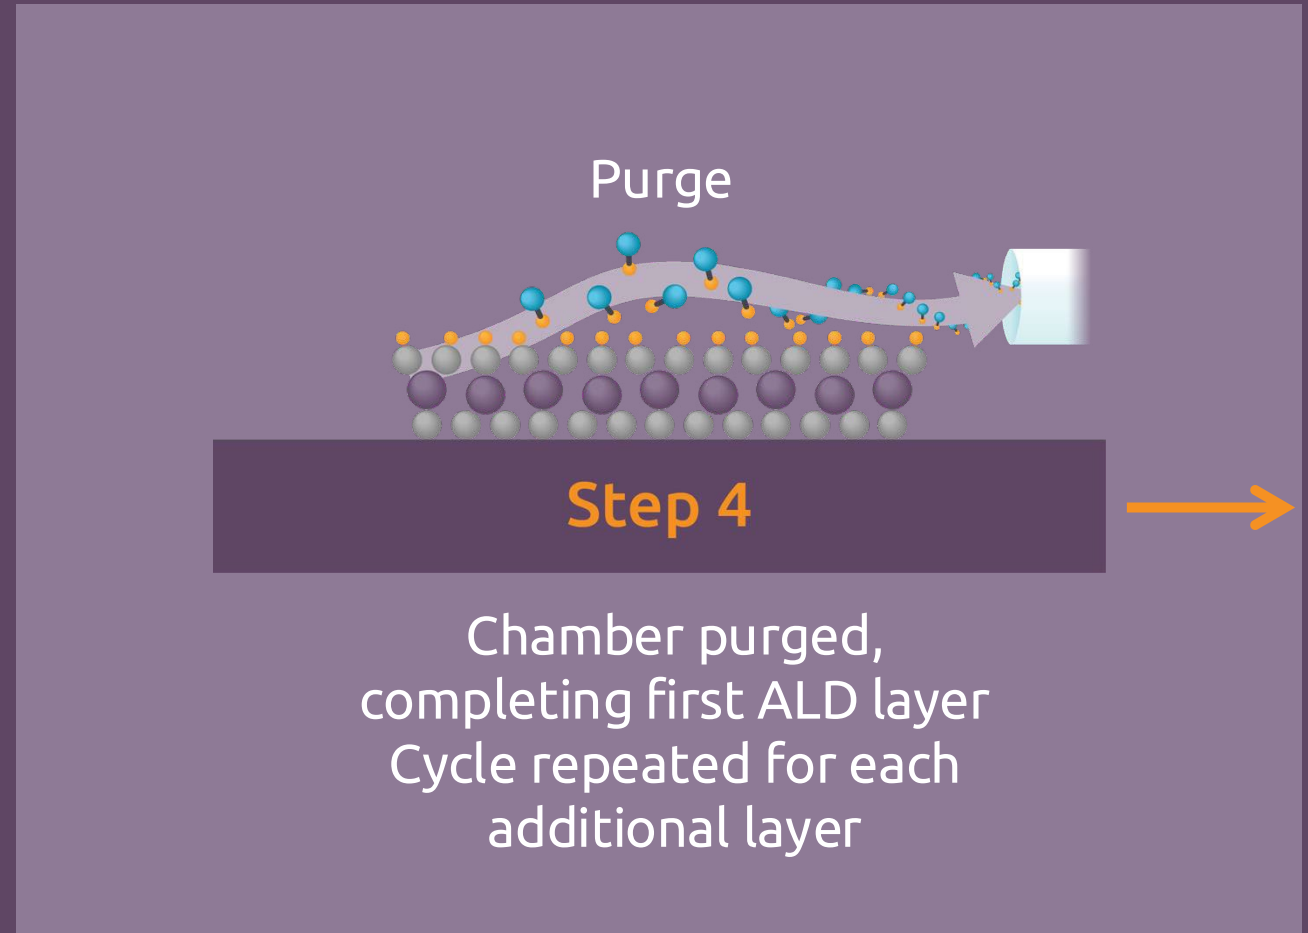 Purge
Step 4
Chamber purged,
completing first ALD layer
Cycle repeated for each
additional layer